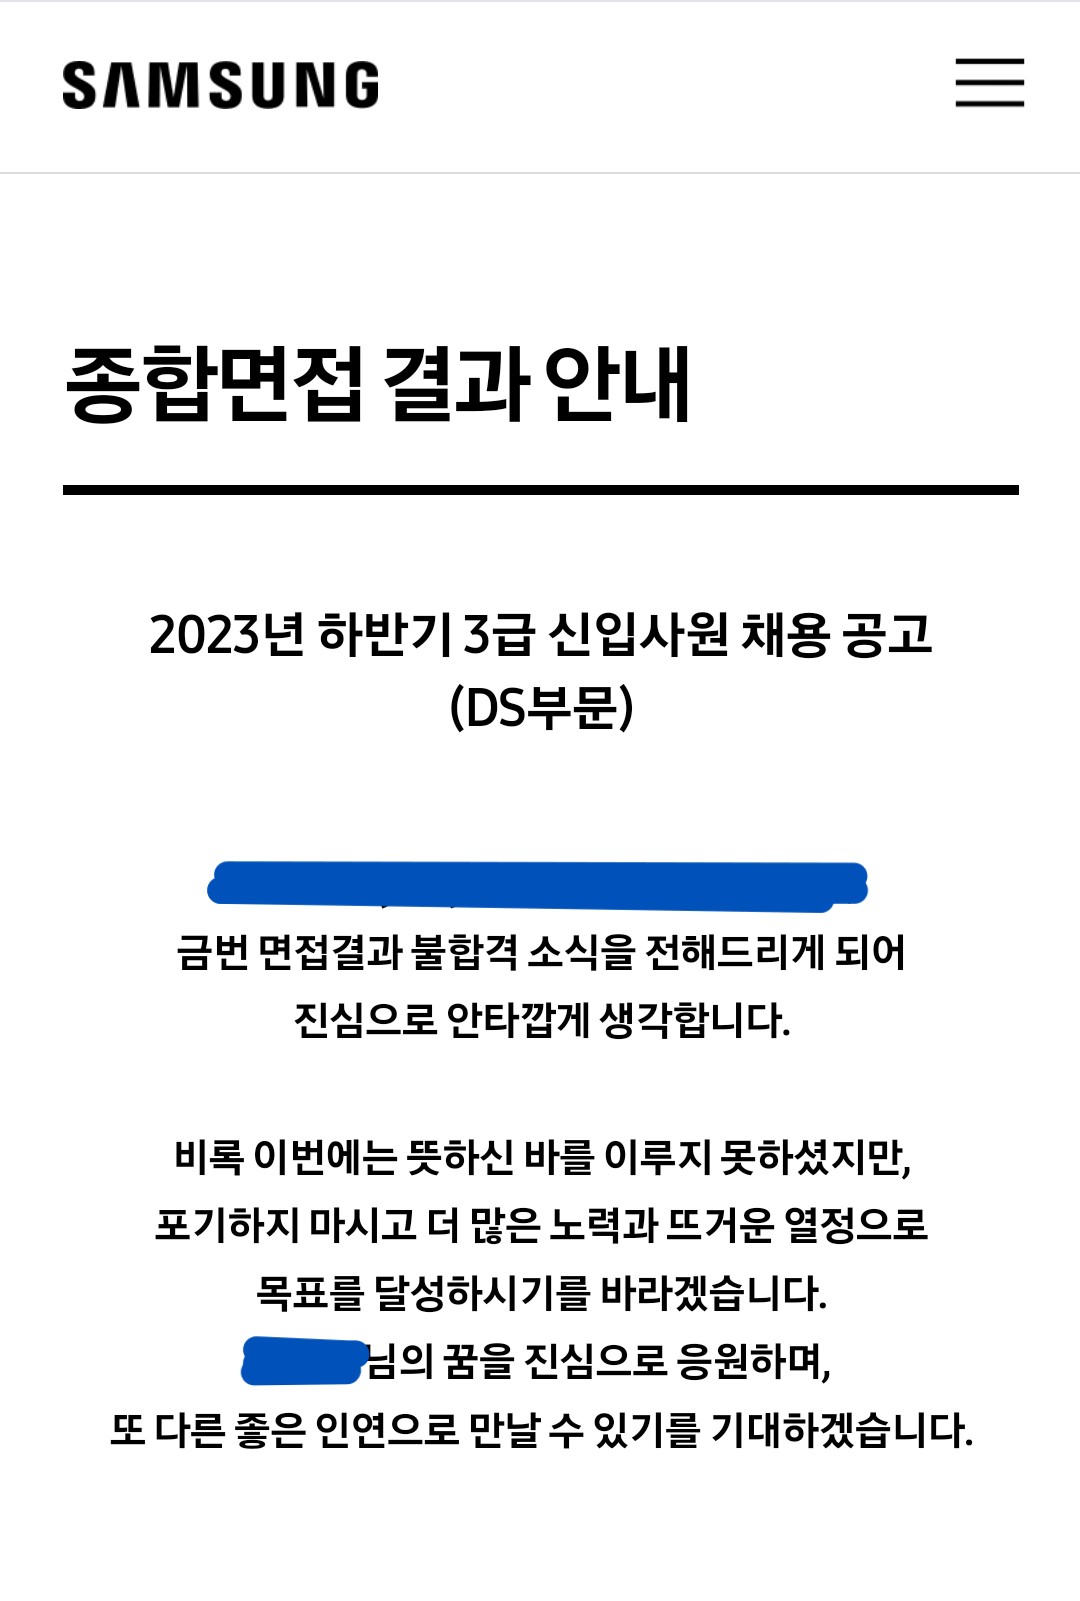 SAMSUNG
종합면접 결과 안내
2023년 하반기 3급 신입사원 채용 공고
(DS부문)
금번 면접결과 불합격 소식을 전해드리게 되어
진심으로 안타깝게 생각합니다.
비록 이번에는 뜻하신 바를 이루지 못하셨지만,
포기하지 마시고 더 많은 노력과 뜨거운 열정으로
목표를 달성하시기를 바라겠습니다.
님의 꿈을 진심으로 응원하며,
또 다른 좋은 인연으로 만날 수 있기를 기대하겠습니다.